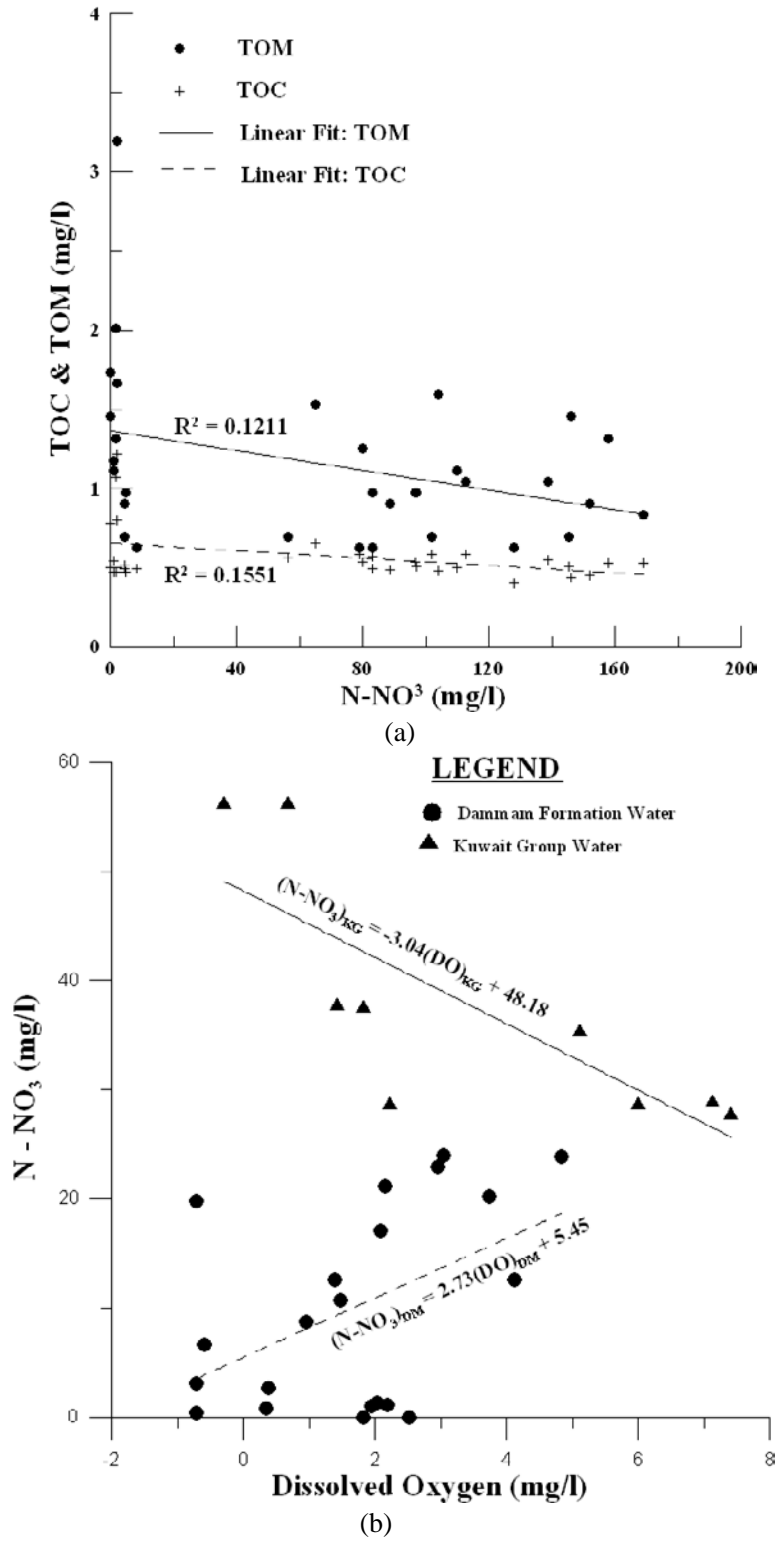 4
TOM
TOC
Linear Fit: TOM
Linear Fit: TOC
3
TOC & TOM (mg/l)
2
R² = 0.1211
1
R² = 0.1551
0
0 40 80 120 160 200
N-NO³ (mg/l)
(a)
60
LEGEND
Dammam Formation Water
Kuwait Group Water
(N-NO₃)KG = -3.04(DO)KG + 48.18
40
N - NO₃ (mg/l)
20
(N-NO₃)DM = 2.73(DO)DM + 5.45
0
-2 0 2 4 6 8
Dissolved Oxygen (mg/l)
(b)